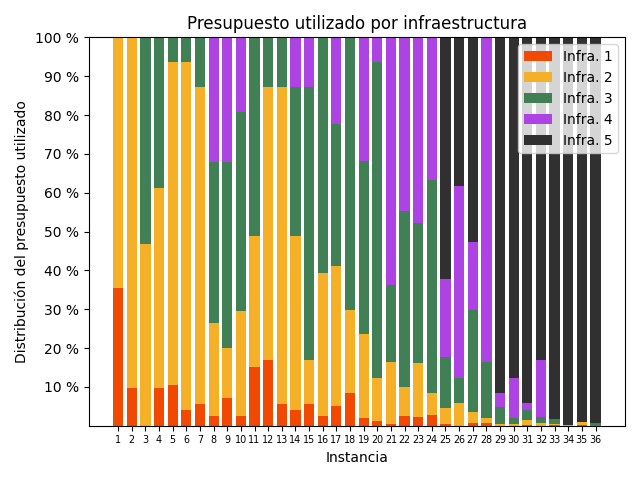 Presupuesto utilizado por infraestructura
100 %
90 %
80 %
70 %
60 %
50 %
40 %
30 %
20 %
10 %
Distribución del presupuesto utilizado
Infra. 1
Infra. 2
Infra. 3
Infra. 4
Infra. 5
1 2 3 4 5 6 7 8 9 10 11 12 13 14 15 16 17 18 19 20 21 22 23 24 25 26 27 28 29 30 31 32 33 34 35 36
Instancia